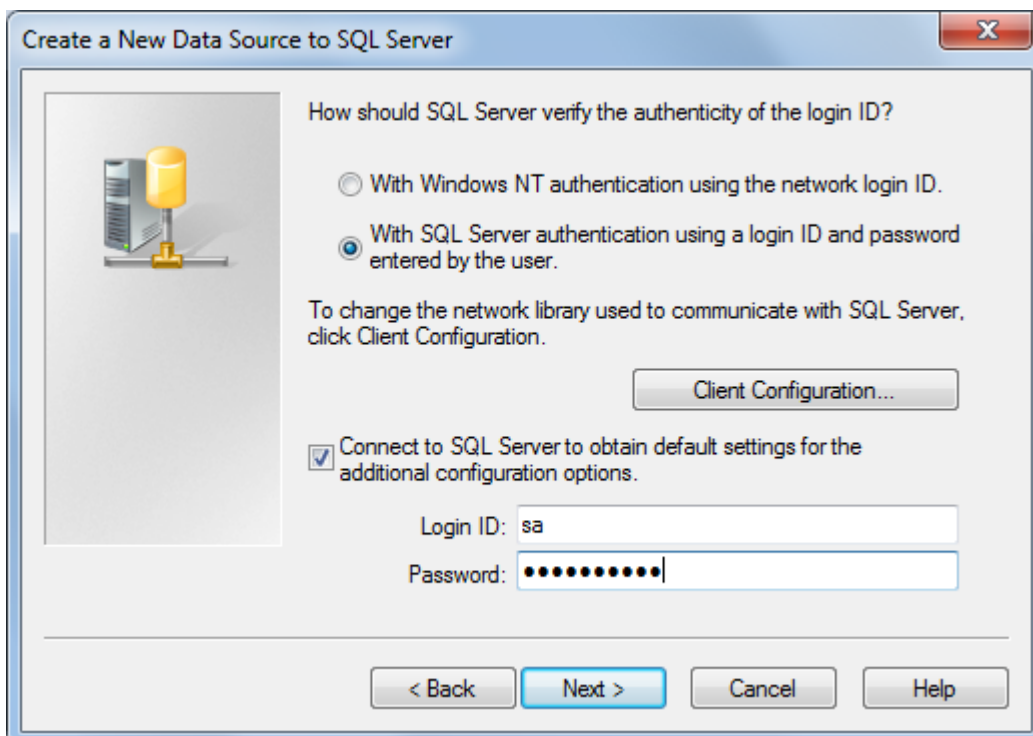 Create a New Data Source to SQL Server
How should SQL Server verify the authenticity of the login ID?
With Windows NT authentication using the network login ID.
With SQL Server authentication using a login ID and password
entered by the user.
To change the network library used to communicate with SQL Server,
click Client Configuration.
Client Configuration...
Connect to SQL Server to obtain default settings for the
additional configuration options.
Login ID: sa
Password: ●●●●●●●●●●
< Back Next > Cancel Help